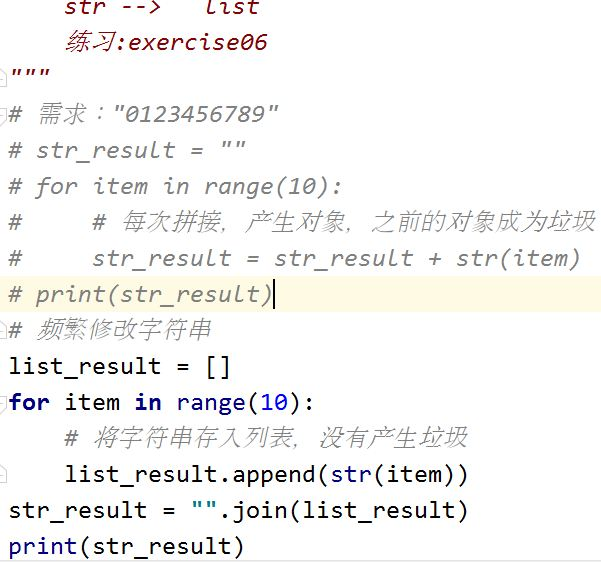 str -->   list
    练习:exercise06
"""
# 需求："0123456789"
# str_result = ""
# for item in range(10):
#     # 每次拼接，产生对象，之前的对象成为垃圾
#     str_result = str_result + str(item)
# print(str_result)
# 频繁修改字符串
list_result = []
for item in range(10):
    # 将字符串存入列表，没有产生垃圾
    list_result.append(str(item))
str_result = "".join(list_result)
print(str_result)